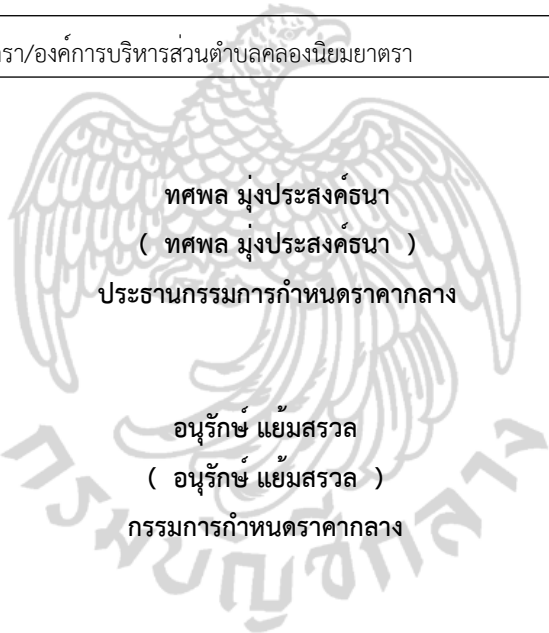 รา/องค์การบริหารส่วนตำบลคลองนิยมยาตรา
ทศพล มุ่งประสงค์ธนา
( ทศพล มุ่งประสงค์ธนา )
ประธานกรรมการกำหนดราคากลาง
อนุรักษ์ แย้มสรวล
( อนุรักษ์ แย้มสรวล )
กรรมการกำหนดราคากลาง
กรมบัญชีกลาง